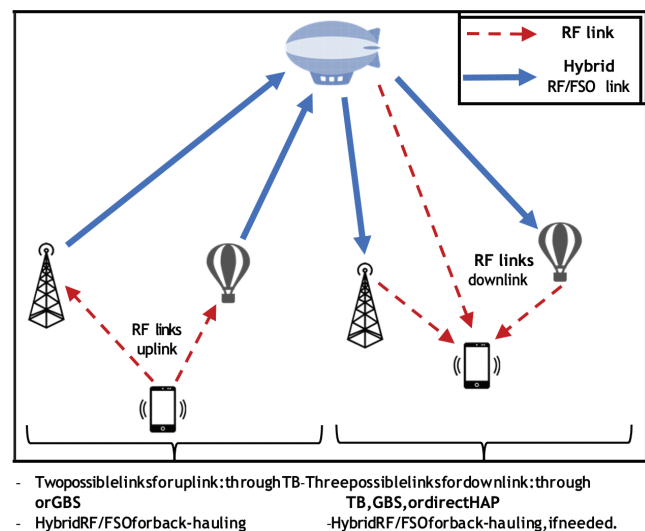 RF link
Hybrid
RF/FSO link
RF links
downlink
RF links
uplink
- Twopossiblelinksforuplink:throughTB
orGBS
- HybridRF/FSOforback-hauling
-Threepossiblelinksfordownlink:through
TB,GBS,ordirectHAP
-HybridRF/FSOforback-hauling,ifneeded.